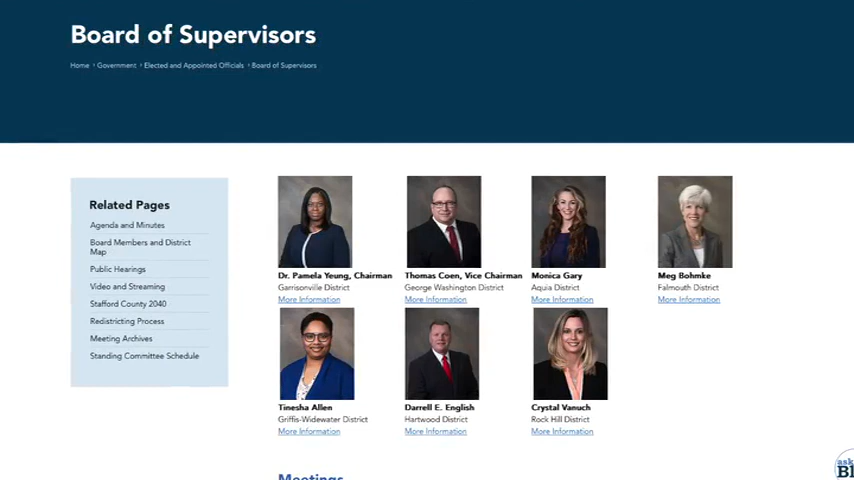 Board of Supervisors
Home › Government › Elected and Appointed Officials › Board of Supervisors
Related Pages
Agenda and Minutes
Board Members and District
Map
Public Hearings
Video and Streaming
Stafford County 2040
Redistricting Process
Meeting Archives
Standing Committee Schedule
Dr. Pamela Yeung, Chairman
Garrisonville District
More Information
Thomas Coen, Vice Chairman
George Washington District
More Information
Monica Gary
Aquia District
More Information
Meg Bohmke
Falmouth District
More Information
Tinesha Allen
Griffis-Widewater District
More Information
Darrell E. English
Hartwood District
More Information
Crystal Vanuch
Rock Hill District
More Information
Meetings
ask